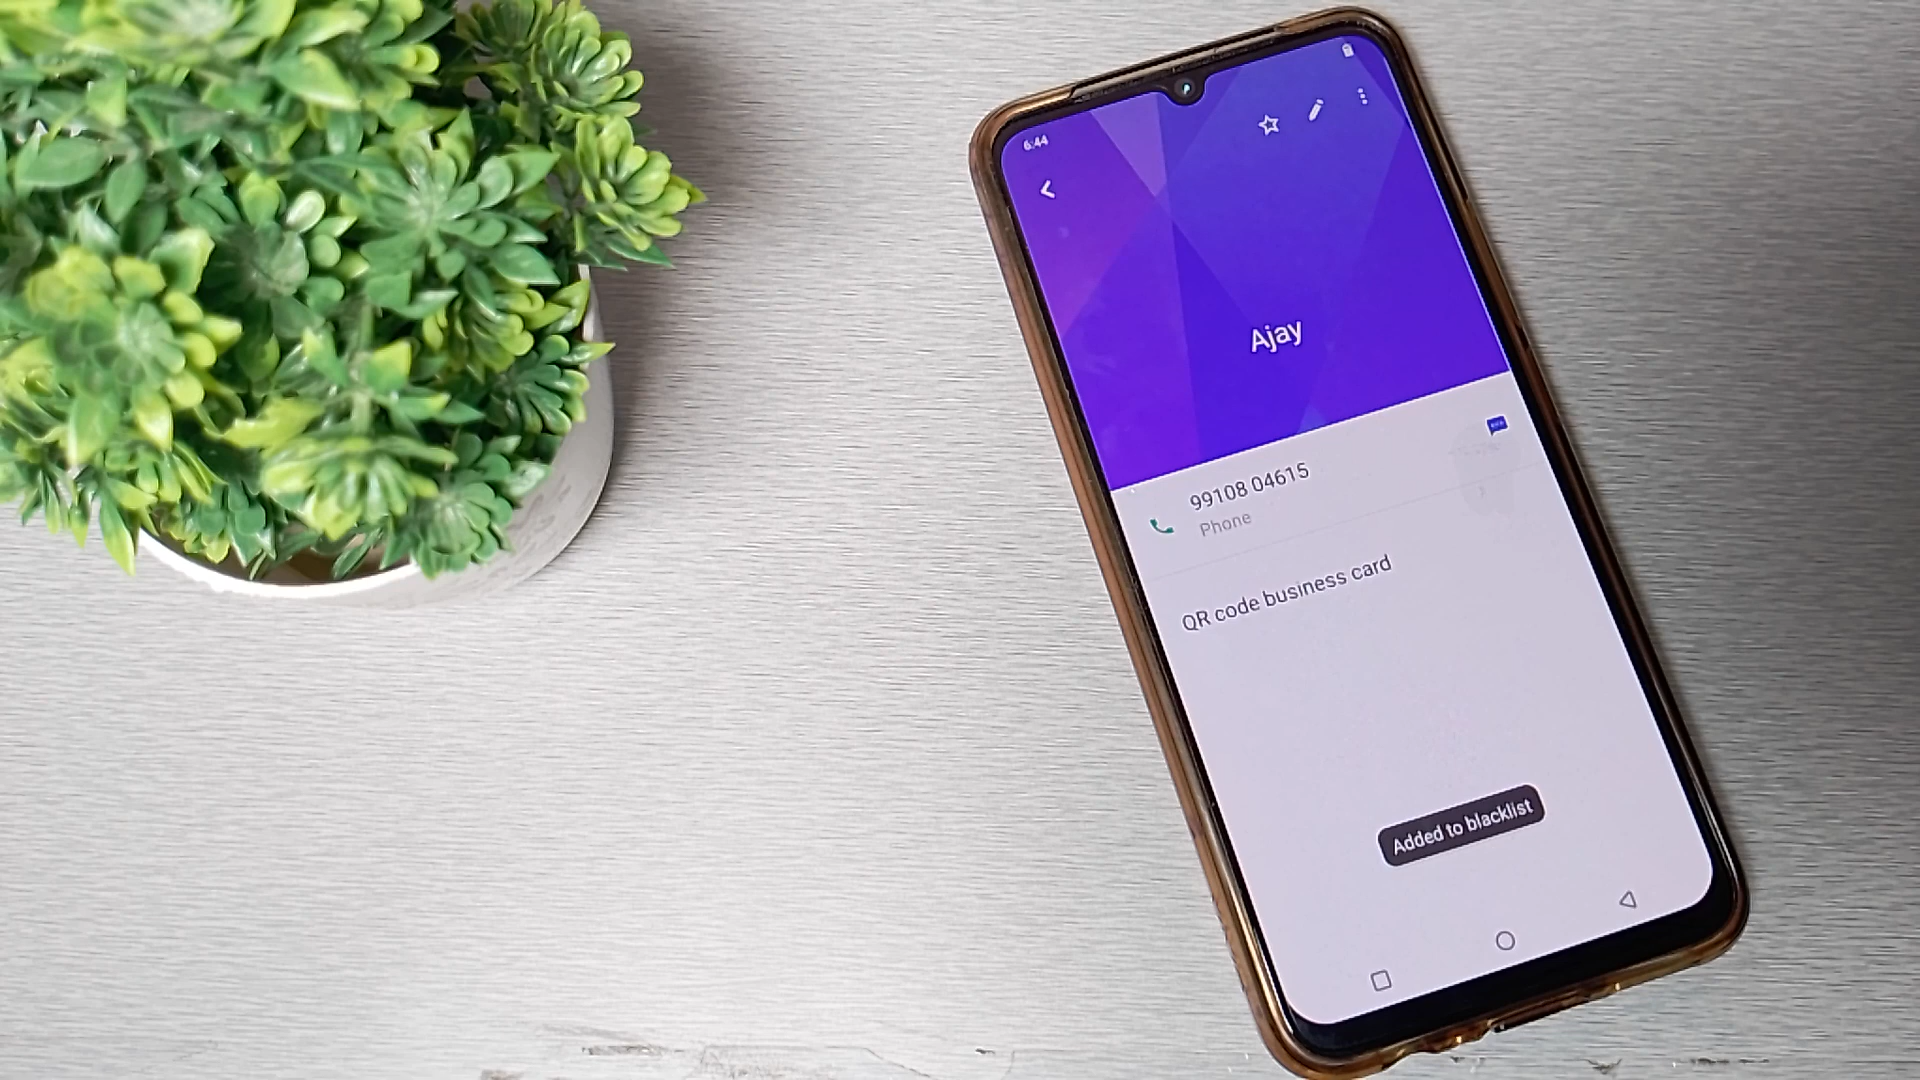 6:44
Ajay
99108 04615
Phone
QR code business card
Added to blacklist